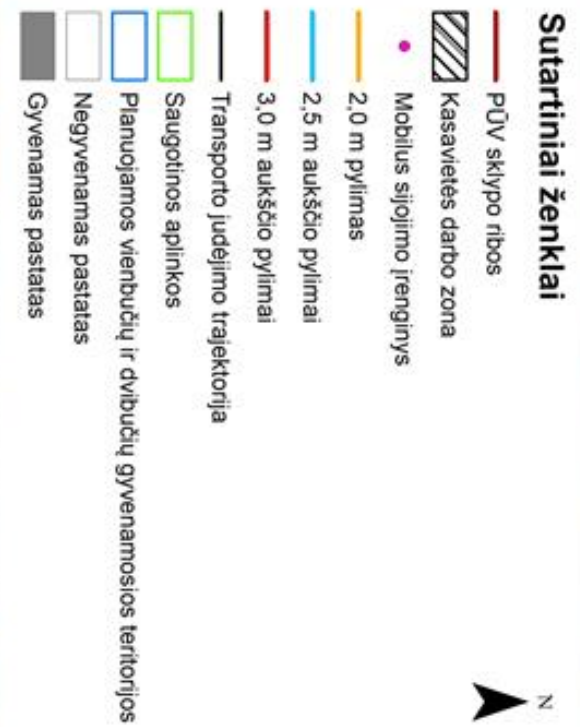 Sutartiniai ženklai
PŪV sklypo ribos
Kasavietės darbo zona
Mobilus sijojimo įrenginys
2,0 m pylimas
2,5 m aukščio pylimai
3,0 m aukščio pylimai
Transporto judėjimo trajektorija
Saugotinos aplinkos
Planuojamos vienbučių ir dvibučių gyvenamosios teritorijos
Negyvenamas pastatas
Gyvenamas pastatas
N